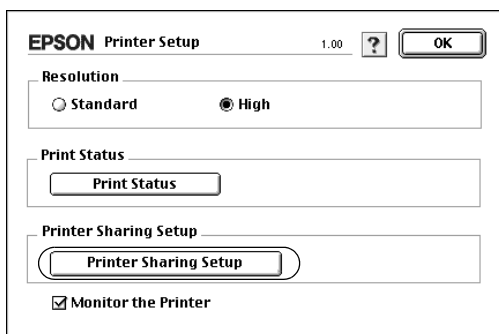 EPSON Printer Setup 1.00 ? OK
Resolution
Standard High
Print Status
Print Status
Printer Sharing Setup
Printer Sharing Setup
Monitor the Printer